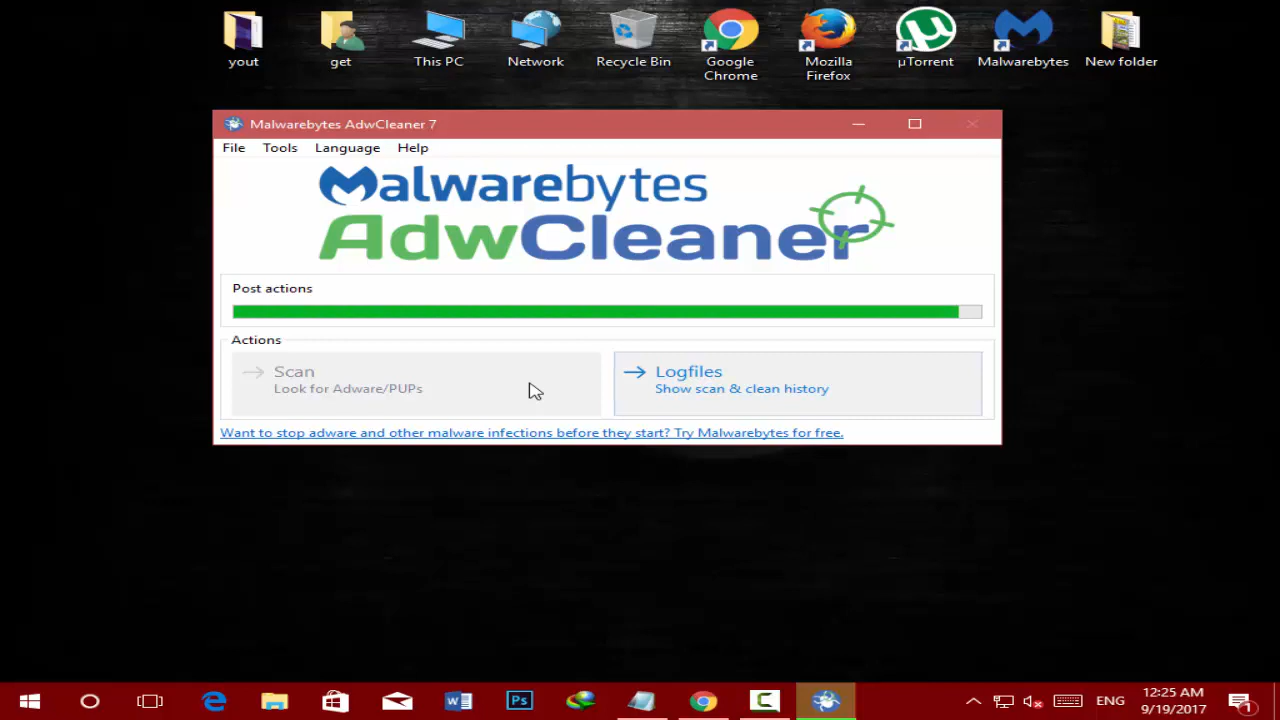 yout
get
This PC
Network
Recycle Bin
Google
Chrome
Mozilla
Firefox
µTorrent
Malwarebytes
New folder
Malwarebytes AdwCleaner 7
File Tools Language Help
Malwarebytes
AdwCleaner
Post actions
Actions
Scan
Look for Adware/PUPs
Logfiles
Show scan & clean history
Want to stop adware and other malware infections before they start? Try Malwarebytes for free.
Ps
ENG
12:25 AM
9/19/2017
1